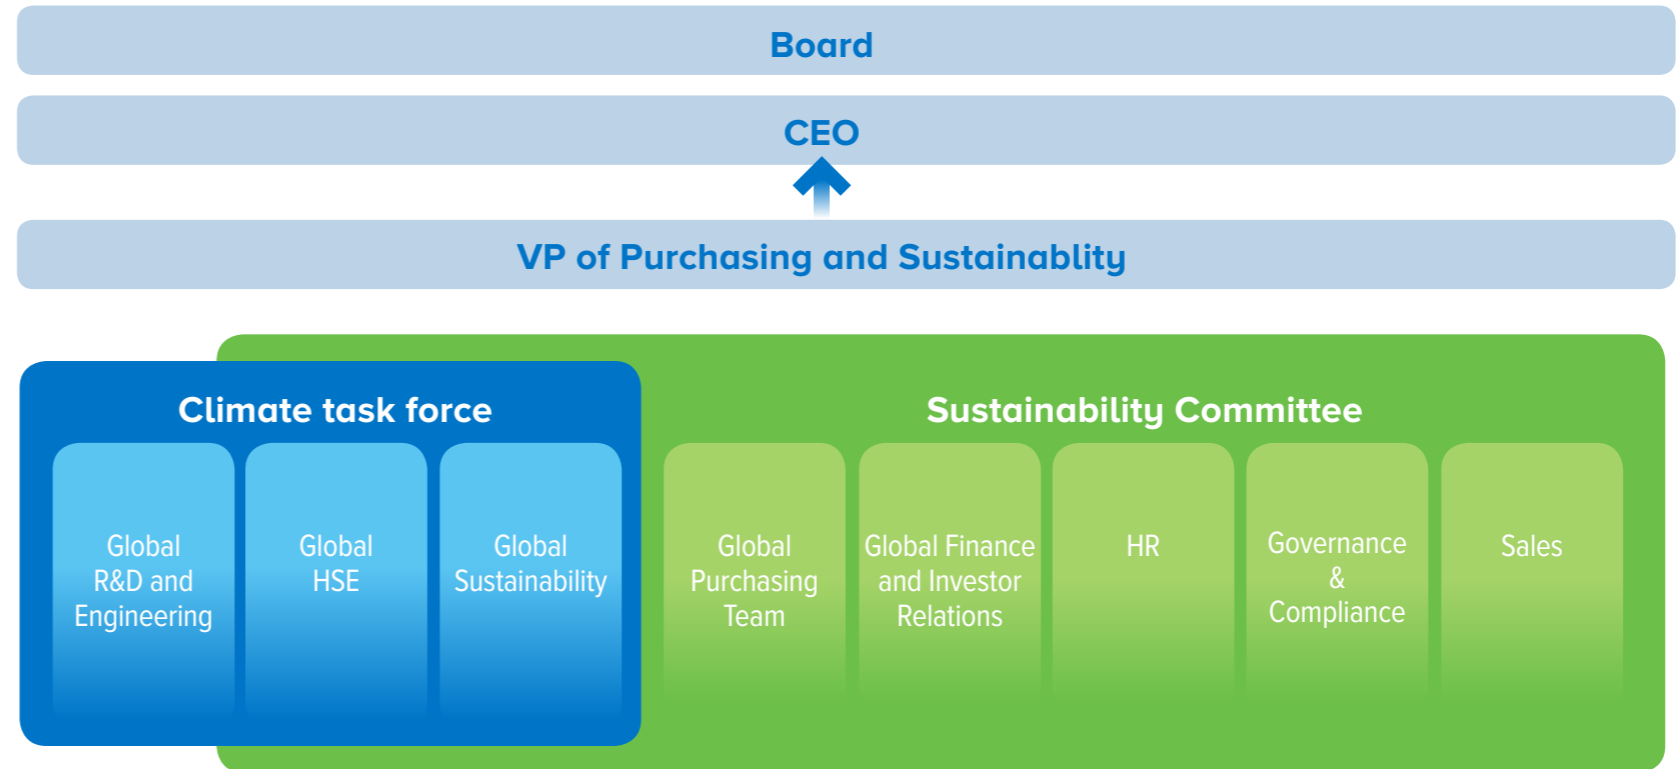 Board
CEO
VP of Purchasing and Sustainablity
Climate task force
Sustainability Committee
Global
R&D and
Engineering
Global
HSE
Global
Sustainability
Global
Purchasing
Team
Global Finance
and Investor
Relations
HR
Governance
&
Compliance
Sales